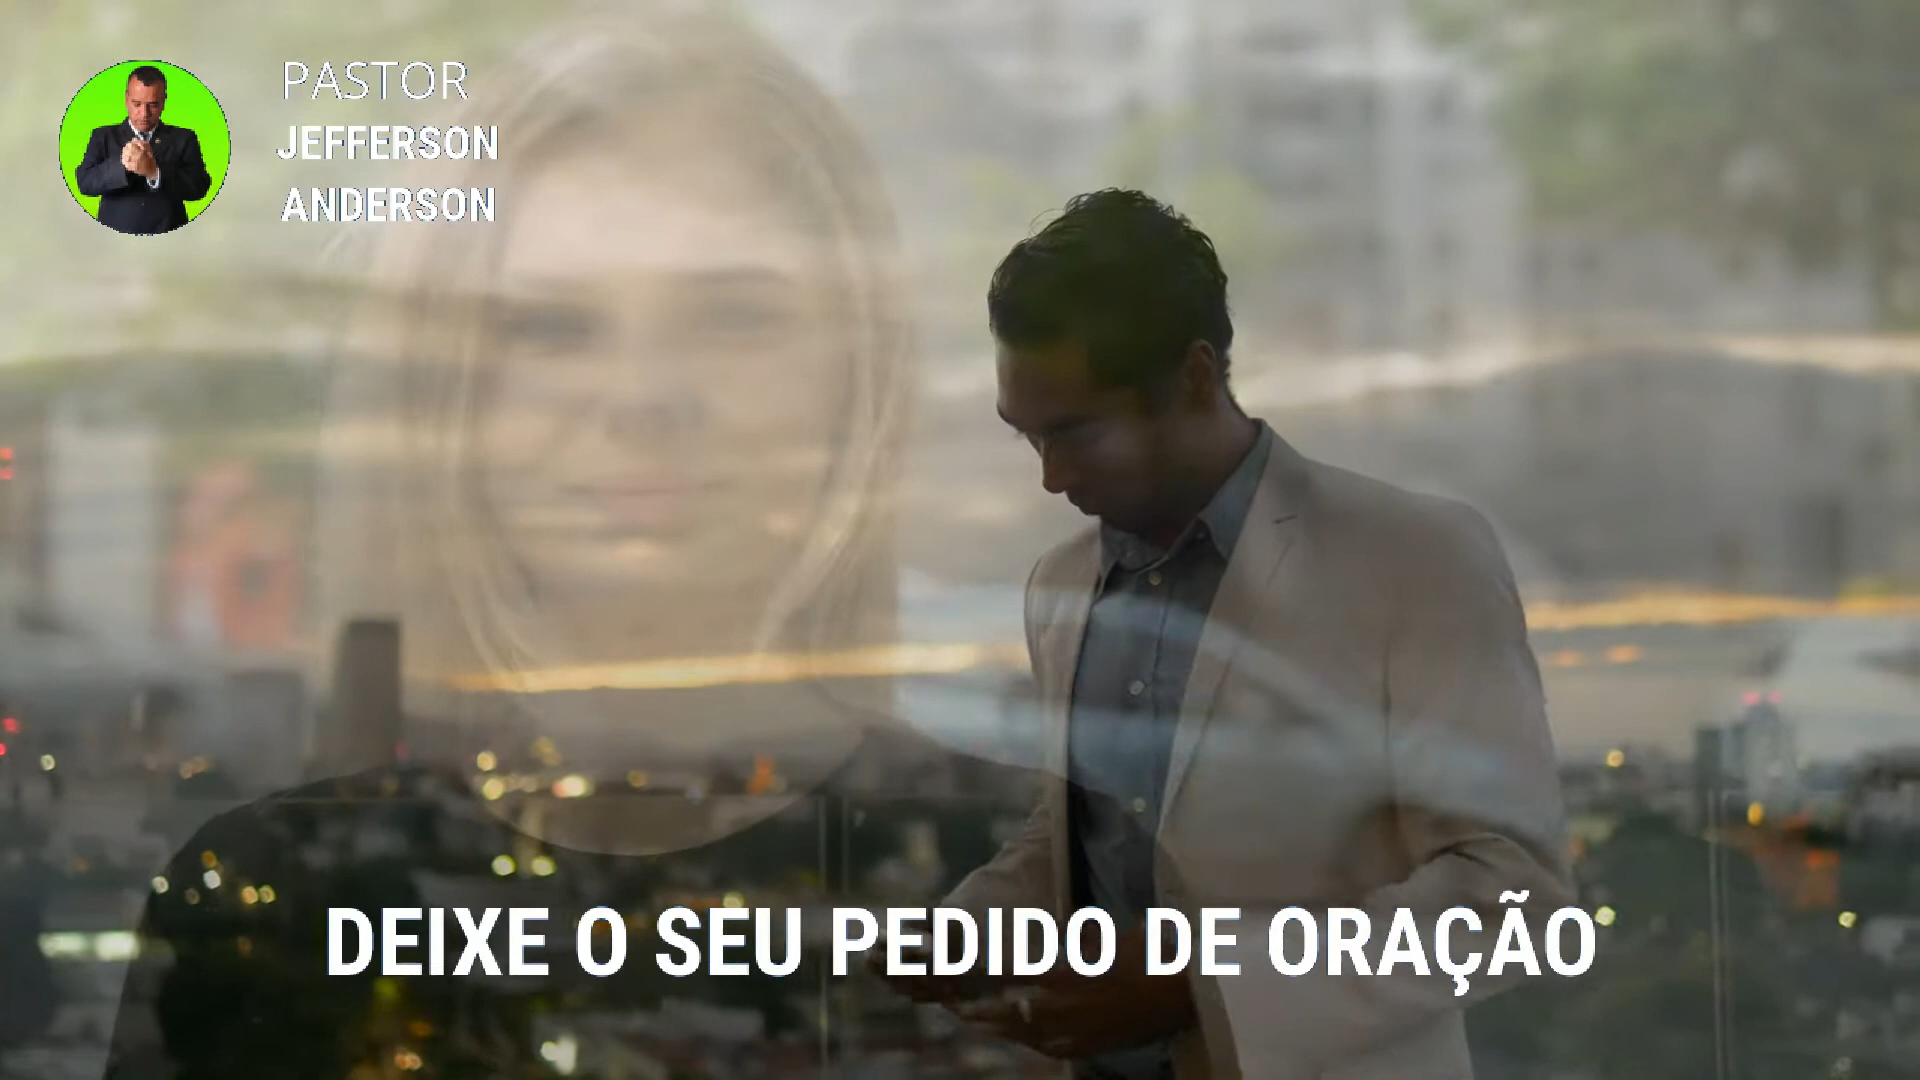 PASTOR
JEFFERSON
ANDERSON
DEIXE O SEU PEDIDO DE ORAÇÃO